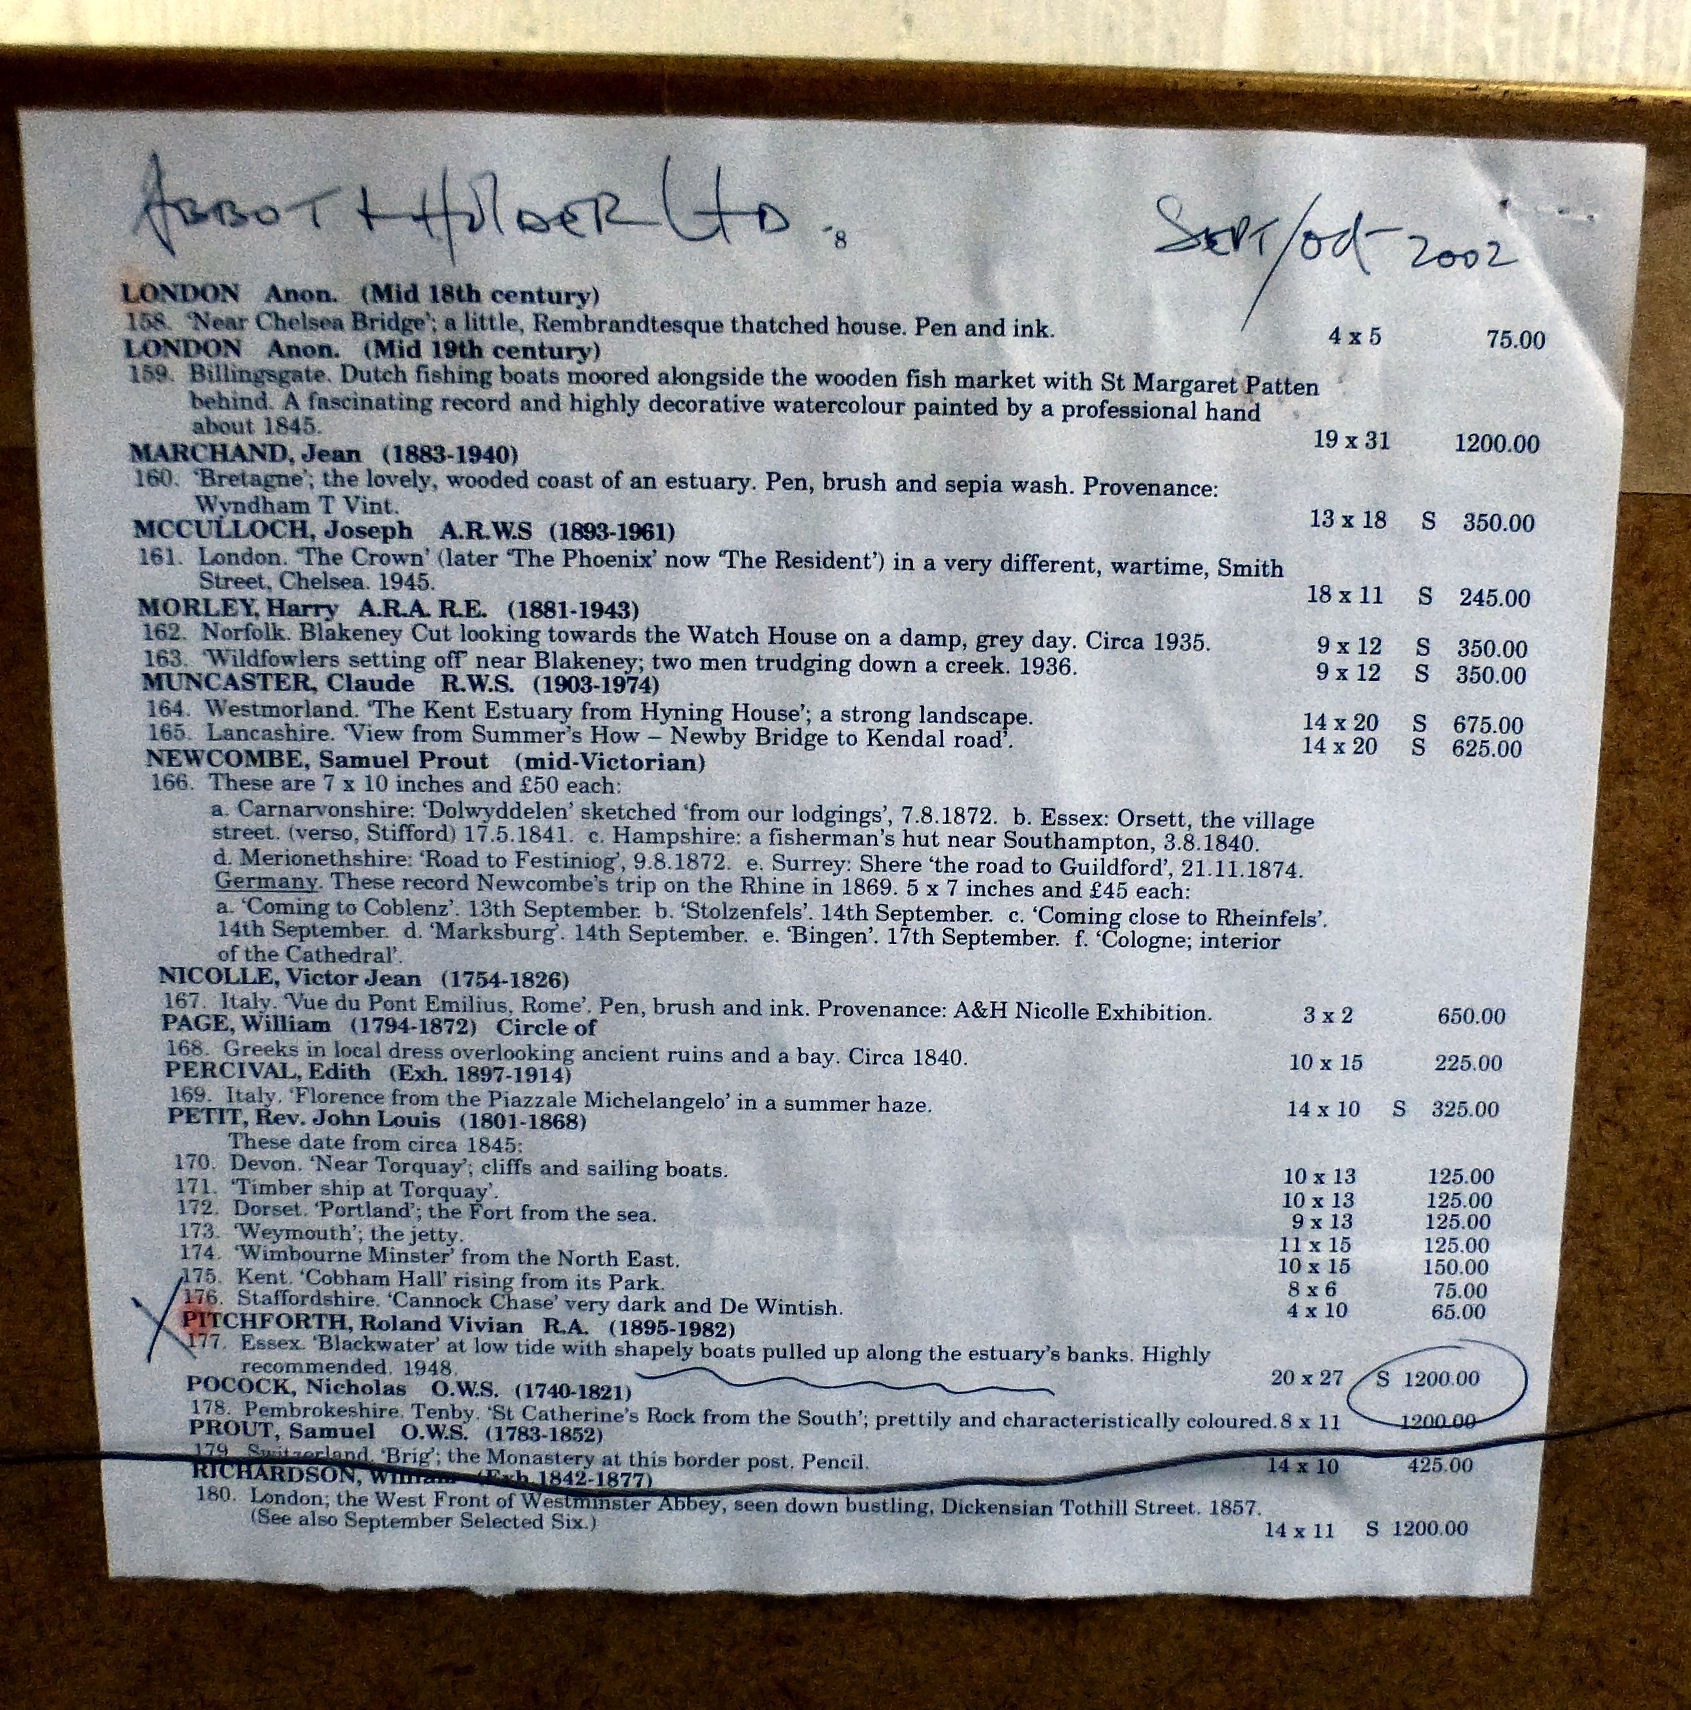 ABBOT + HOLDER LTD. SEPT/Oct 2002
-8
LONDON Anon. (Mid 18th century)
158. ‘Near Chelsea Bridge’; a little, Rembrandtesque thatched house. Pen and ink. 4 x 5 75.00
LONDON Anon. (Mid 19th century)
159. Billingsgate. Dutch fishing boats moored alongside the wooden fish market with St Margaret Patten
behind. A fascinating record and highly decorative watercolour painted by a professional hand
about 1845. 19 x 31 1200.00
MARCHAND, Jean (1883-1940)
160. ‘Bretagne’; the lovely, wooded coast of an estuary. Pen, brush and sepia wash. Provenance:
Wyndham T Vint. 13 x 18 S 350.00
MCCULLOCH, Joseph A.R.W.S (1893-1961)
161. London. ‘The Crown’ (later ‘The Phoenix’ now ‘The Resident’) in a very different, wartime, Smith
Street, Chelsea. 1945. 18 x 11 S 245.00
MORLEY, Harry A.R.A. R.E. (1881-1943)
162. Norfolk. Blakeney Cut looking towards the Watch House on a damp, grey day. Circa 1935. 9 x 12 S 350.00
163. ‘Wildfowlers setting off’ near Blakeney; two men trudging down a creek. 1936. 9 x 12 S 350.00
MUNCASTER, Claude R.W.S. (1903-1974)
164. Westmorland. ‘The Kent Estuary from Hyning House’; a strong landscape. 14 x 20 S 675.00
165. Lancashire. ‘View from Summer’s How – Newby Bridge to Kendal road’. 14 x 20 S 625.00
NEWCOMBE, Samuel Prout (mid-Victorian)
166. These are 7 x 10 inches and £50 each:
a. Carnarvonshire: ‘Dolwyddelen’ sketched ‘from our lodgings’, 7.8.1872. b. Essex: Orsett, the village
street. (verso, Stifford) 17.5.1841. c. Hampshire: a fisherman’s hut near Southampton, 3.8.1840.
d. Merionethshire: ‘Road to Festiniog’, 9.8.1872. e. Surrey: Shere ‘the road to Guildford’, 21.11.1874.
Germany. These record Newcombe’s trip on the Rhine in 1869. 5 x 7 inches and £45 each:
a. ‘Coming to Coblenz’. 13th September. b. ‘Stolzenfels’. 14th September. c. ‘Coming close to Rheinfels’.
14th September. d. ‘Marksburg’. 14th September. e. ‘Bingen’. 17th September. f. ‘Cologne; interior
of the Cathedral’.
NICOLLE, Victor Jean (1754-1826)
167. Italy. ‘Vue du Pont Emilius, Rome’. Pen, brush and ink. Provenance: A&H Nicolle Exhibition. 3 x 2 650.00
PAGE, William (1794-1872) Circle of
168. Greeks in local dress overlooking ancient ruins and a bay. Circa 1840. 10 x 15 225.00
PERCIVAL, Edith (Exh. 1897-1914)
169. Italy. ‘Florence from the Piazzale Michelangelo’ in a summer haze. 14 x 10 S 325.00
PETIT, Rev. John Louis (1801-1868)
These date from circa 1845:
170. Devon. ‘Near Torquay’; cliffs and sailing boats. 10 x 13 125.00
171. ‘Timber ship at Torquay’. 10 x 13 125.00
172. Dorset. ‘Portland’; the Fort from the sea. 9 x 13 125.00
173. ‘Weymouth’; the jetty. 11 x 15 125.00
174. ‘Wimbourne Minster’ from the North East. 10 x 15 150.00
175. Kent. ‘Cobham Hall’ rising from its Park. 8 x 6 75.00
176. Staffordshire. ‘Cannock Chase’ very dark and De Wintish. 4 x 10 65.00
PITCHFORTH, Roland Vivian R.A. (1895-1982)
177. Essex. ‘Blackwater’ at low tide with shapely boats pulled up along the estuary’s banks. Highly
recommended. 1948. 20 x 27 S 1200.00
POCOCK, Nicholas O.W.S. (1740-1821)
178. Pembrokeshire. Tenby. ‘St Catherine’s Rock from the South’; prettily and characteristically coloured. 8 x 11 1200.00
PROUT, Samuel O.W.S. (1783-1852)
179. Switzerland. ‘Brig’; the Monastery at this border post. Pencil. 14 x 10 425.00
RICHARDSON, William (Exh. 1842-1877)
180. London; the West Front of Westminster Abbey, seen down bustling, Dickensian Tothill Street. 1857.
(See also September Selected Six.) 14 x 11 S 1200.00